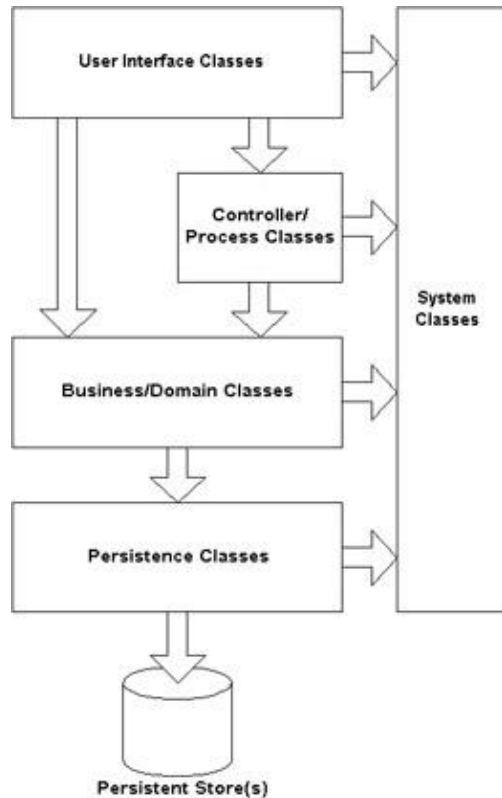 User Interface Classes
Controller/
Process Classes
System
Classes
Business/Domain Classes
Persistence Classes
Persistent Store(s)